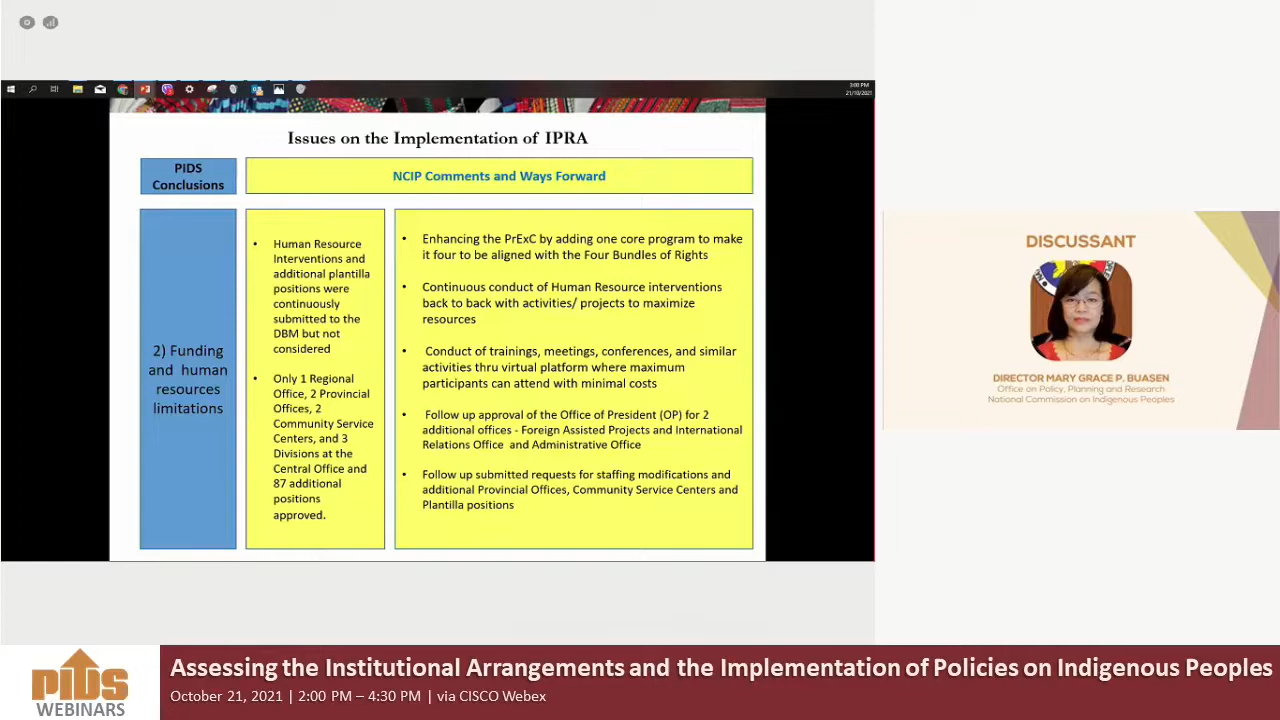 3:00 PM
21/10/2021
Issues on the Implementation of IPRA
PIDS
Conclusions
NCIP Comments and Ways Forward
2) Funding
and human
resources
limitations
• Human Resource
Interventions and
additional plantilla
positions were
continuously
submitted to the
DBM but not
considered
• Only 1 Regional
Office, 2 Provincial
Offices, 2
Community Service
Centers, and 3
Divisions at the
Central Office and
87 additional
positions
approved.
• Enhancing the PrExC by adding one core program to make
it four to be aligned with the Four Bundles of Rights
• Continuous conduct of Human Resource interventions
back to back with activities/ projects to maximize
resources
• Conduct of trainings, meetings, conferences, and similar
activities thru virtual platform where maximum
participants can attend with minimal costs
• Follow up approval of the Office of President (OP) for 2
additional offices - Foreign Assisted Projects and International
Relations Office and Administrative Office
• Follow up submitted requests for staffing modifications and
additional Provincial Offices, Community Service Centers and
Plantilla positions
DISCUSSANT
DIRECTOR MARY GRACE P. BUASEN
Office on Policy, Planning and Research
National Commission on Indigenous Peoples
PIDS
WEBINARS
Assessing the Institutional Arrangements and the Implementation of Policies on Indigenous Peoples
October 21, 2021 | 2:00 PM – 4:30 PM | via CISCO Webex